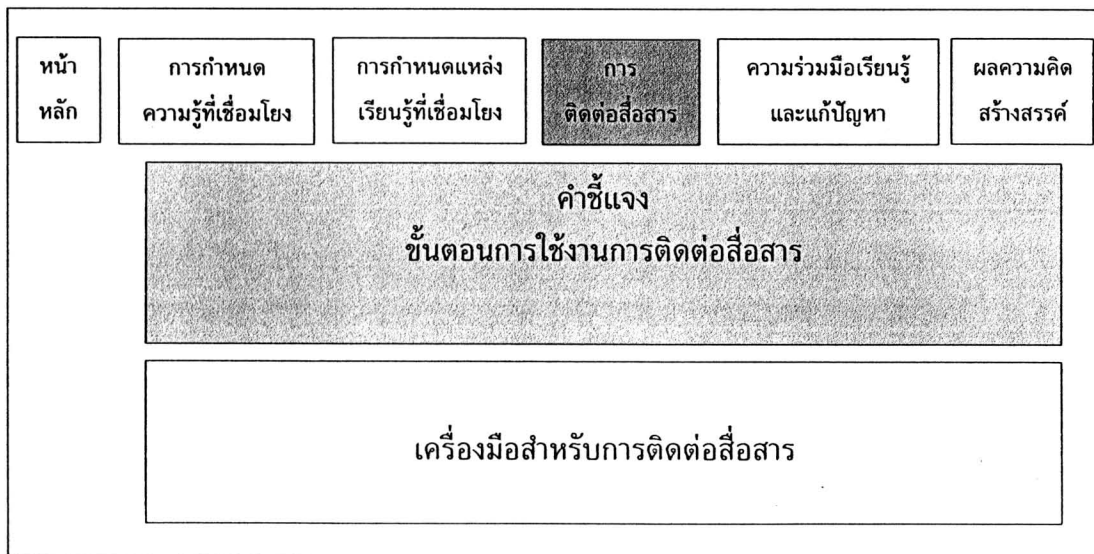 หน้า
หลัก
การกำหนด
ความรู้ที่เชื่อมโยง
การกำหนดแหล่ง
เรียนรู้ที่เชื่อมโยง
การ
ติดต่อสื่อสาร
ความร่วมมือเรียนรู้
และแก้ปัญหา
ผลความคิด
สร้างสรรค์
คำชี้แจง
ขั้นตอนการใช้งานการติดต่อสื่อสาร
เครื่องมือสำหรับการติดต่อสื่อสาร